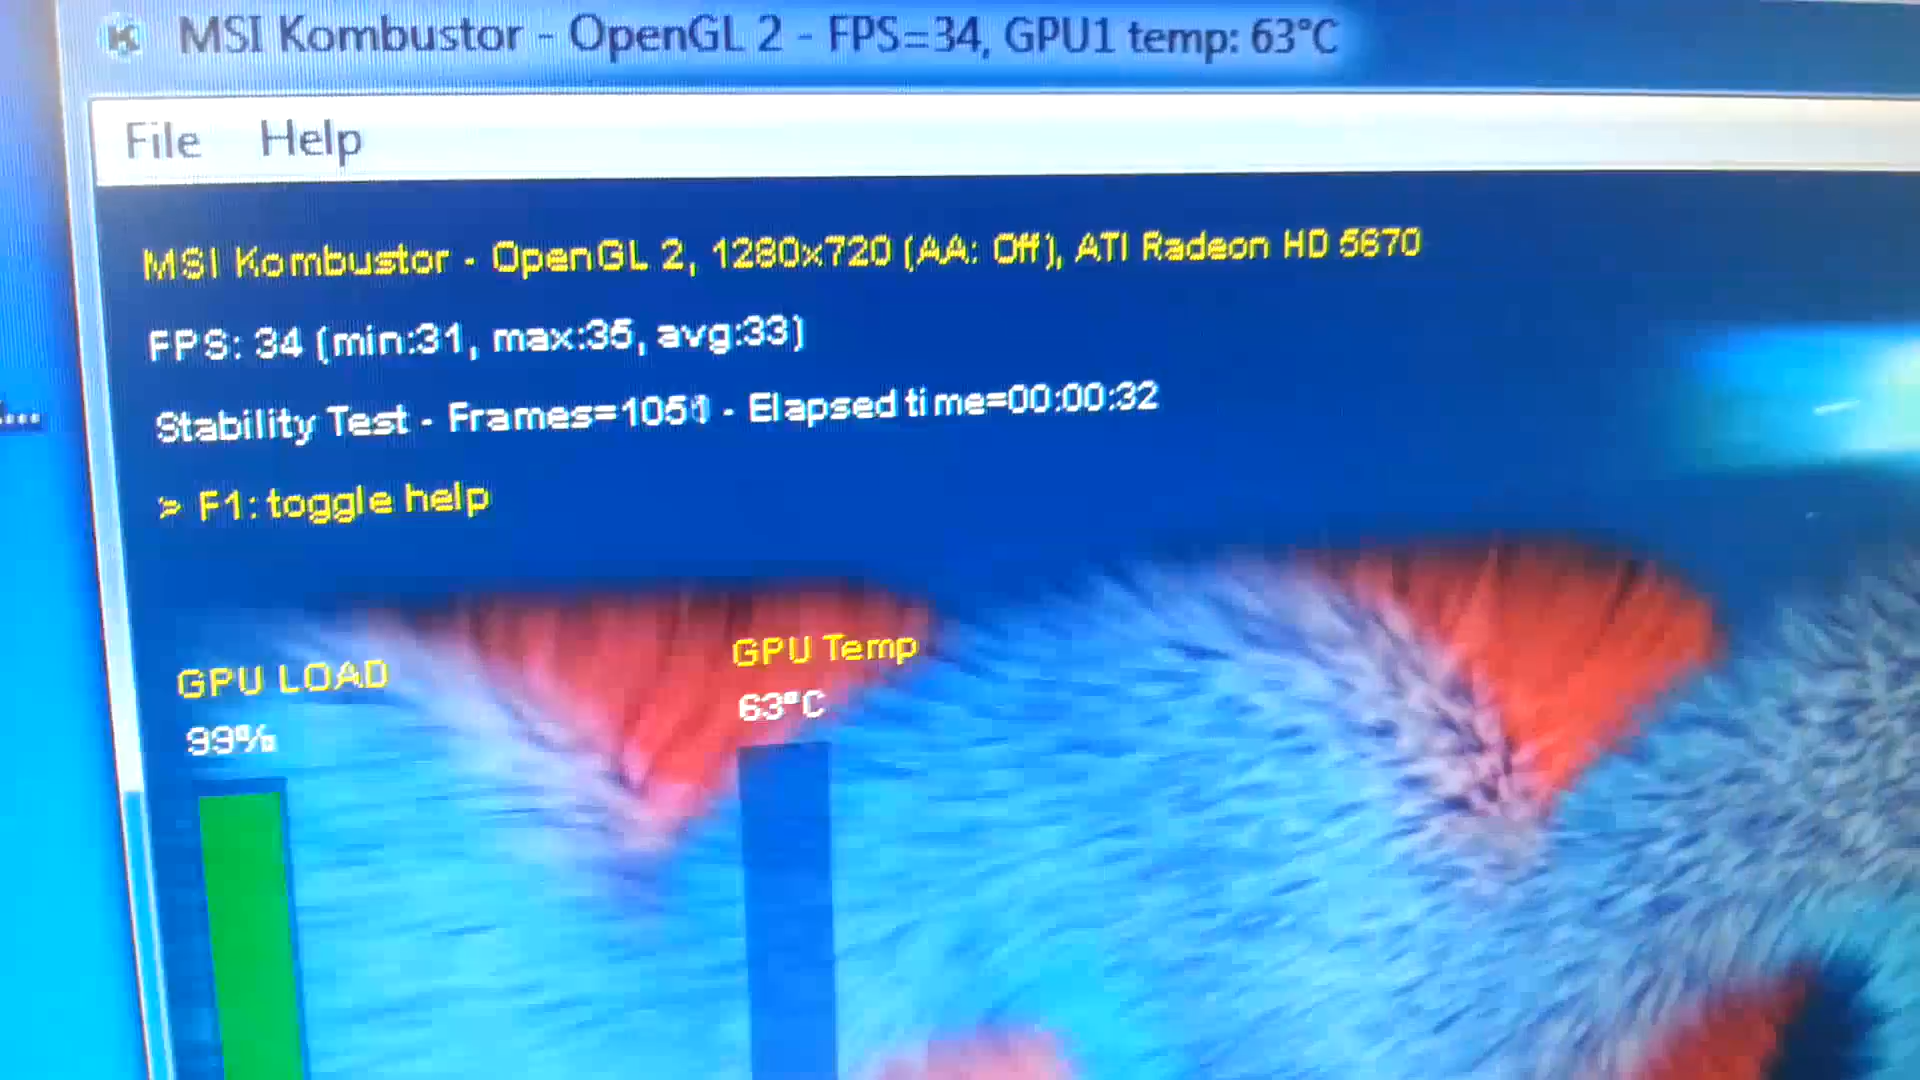 MSI Kombustor - OpenGL 2 - FPS=34, GPU1 temp: 63°C
File Help
MSI Kombustor - OpenGL 2, 1280x720 (AA: Off), ATI Radeon HD 5670
FPS: 34 (min:31, max:35, avg:33)
Stability Test - Frames= - Elapsed time=00:00:32
> F1: toggle help
GPU LOAD
99%
GPU Temp
63°C